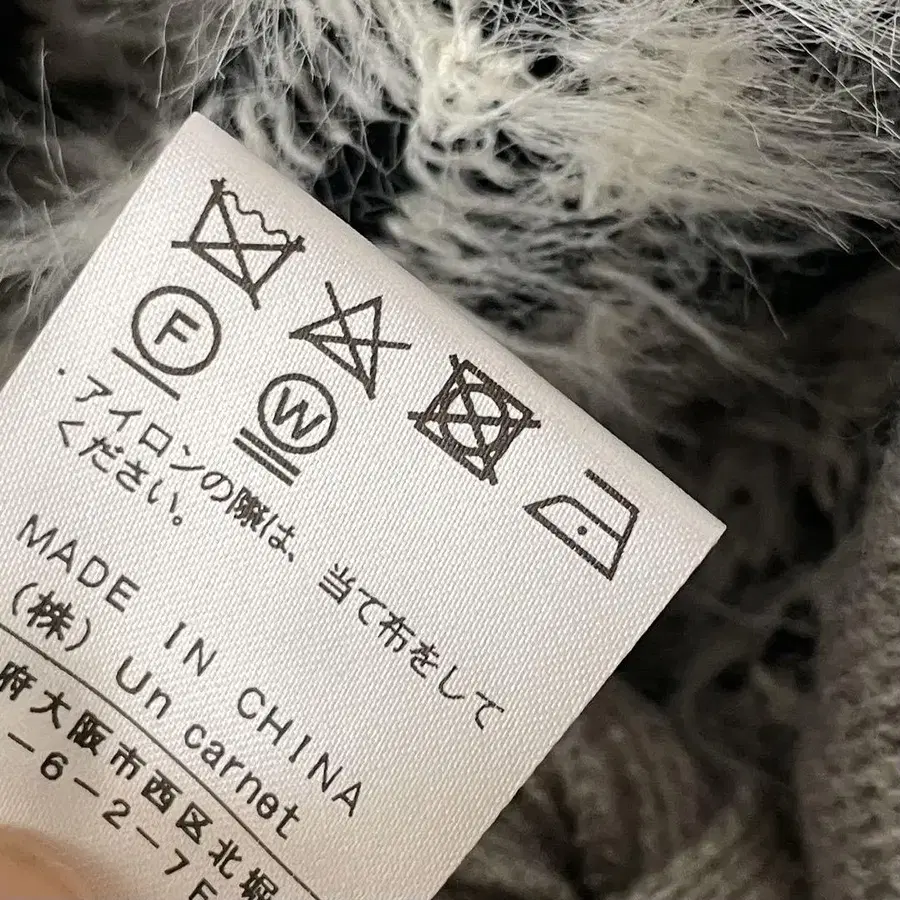 F
W
・アイロンの際は、当て布をして
ください。
MADE IN CHINA
(株) Un carnet
府大阪市西区北堀
－6－2－7F